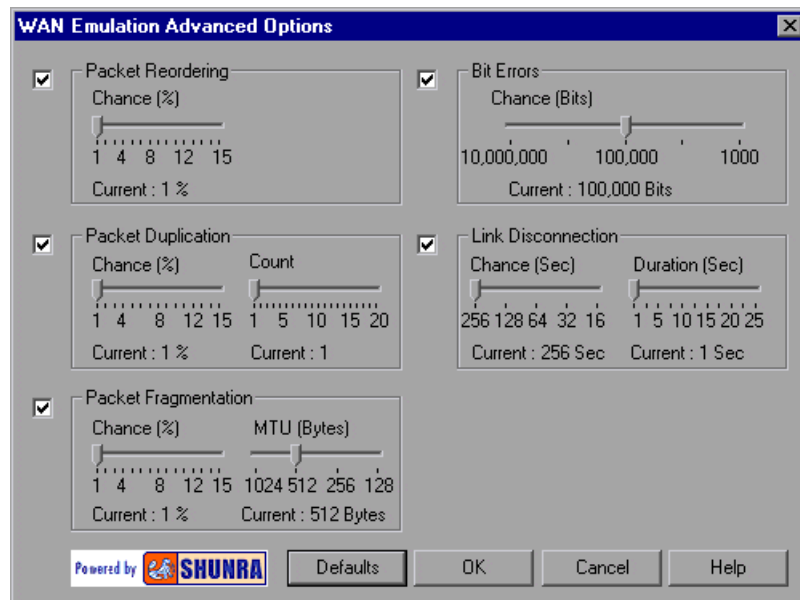 WAN Emulation Advanced Options
Packet Reordering
Chance (%)
1 4 8 12 15
Current : 1 %
Bit Errors
Chance (Bits)
10,000,000 100,000 1000
Current : 100,000 Bits
Packet Duplication
Chance (%) Count
1 4 8 12 15 1 5 10 15 20
Current : 1 % Current : 1
Link Disconnection
Chance (Sec) Duration (Sec)
256 128 64 32 16 1 5 10 15 20 25
Current : 256 Sec Current : 1 Sec
Packet Fragmentation
Chance (%) MTU (Bytes)
1 4 8 12 15 1024 512 256 128
Current : 1 % Current : 512 Bytes
Powered by SHUNRA
Defaults OK Cancel Help